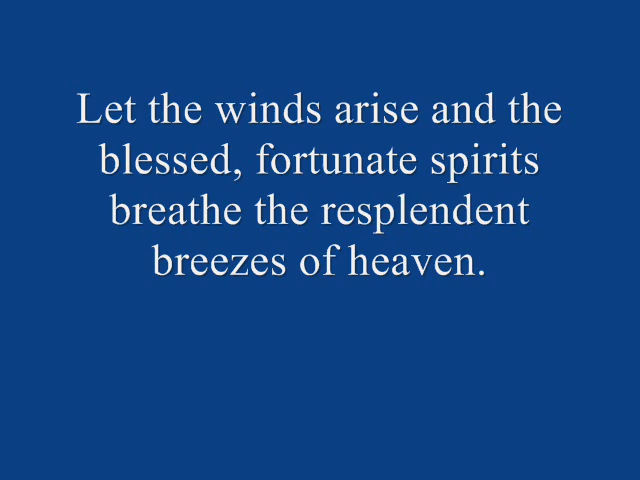 Let the winds arise and the
blessed, fortunate spirits
breathe the resplendent
breezes of heaven.